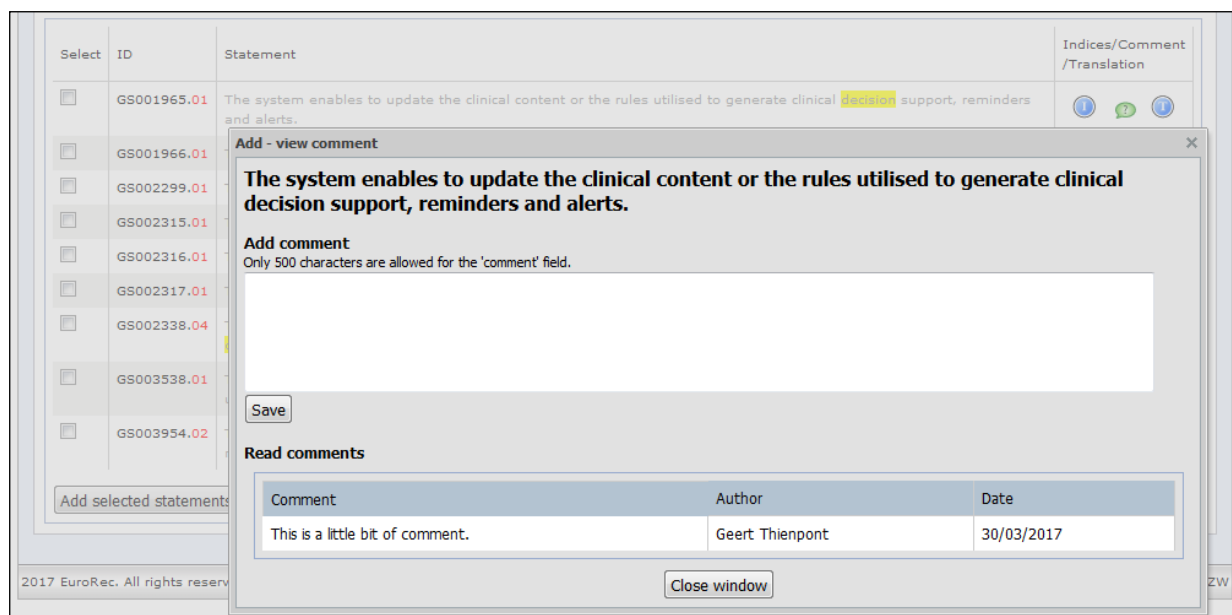 Select ID Statement Indices/Comment
/Translation
GS001965.01 The system enables to update the clinical content or the rules utilised to generate clinical decision support, reminders
and alerts.
GS001966.01
GS002299.01
GS002315.01
GS002316.01
GS002317.01
GS002338.04
GS003538.01
GS003954.02
Add selected statements
Add - view comment
The system enables to update the clinical content or the rules utilised to generate clinical
decision support, reminders and alerts.
Add comment
Only 500 characters are allowed for the 'comment' field.
Save
Read comments
Comment Author Date
This is a little bit of comment. Geert Thienpont 30/03/2017
Close window
2017 EuroRec. All rights reserv
ZW